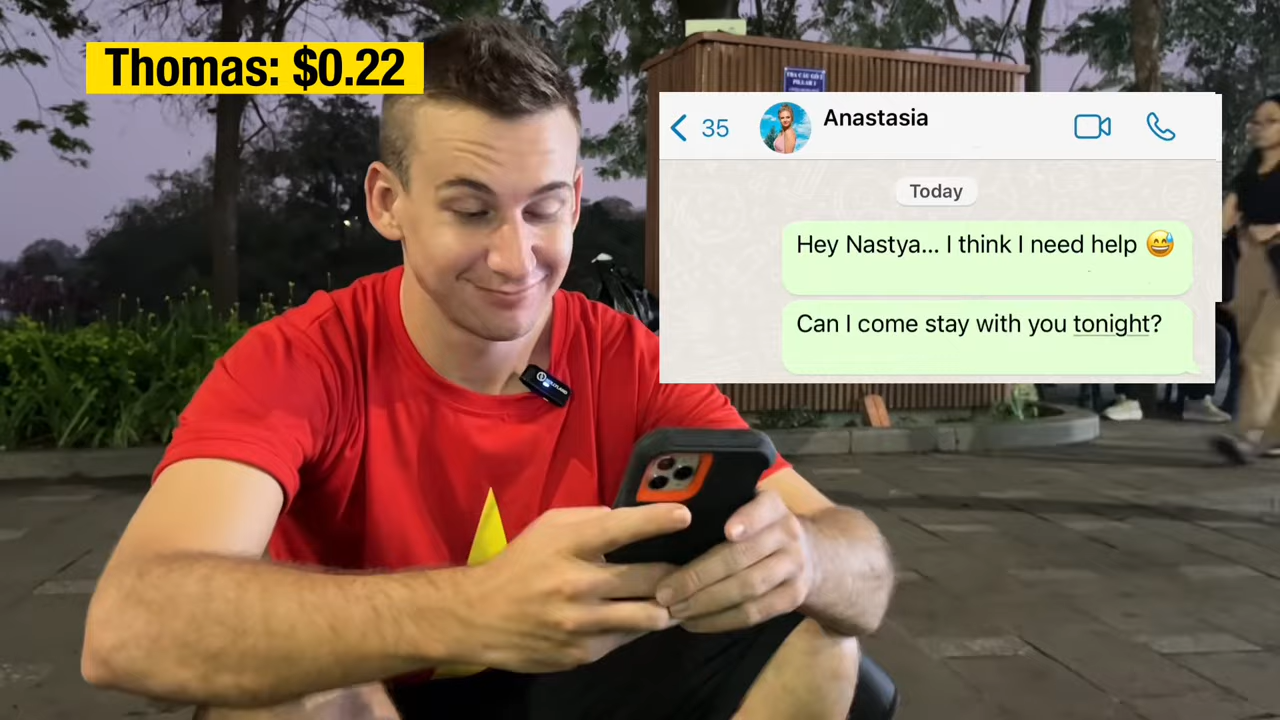 Thomas: $0.22
35
Anastasia
Today
Hey Nastya... I think I need help 😅
Can I come stay with you tonight?